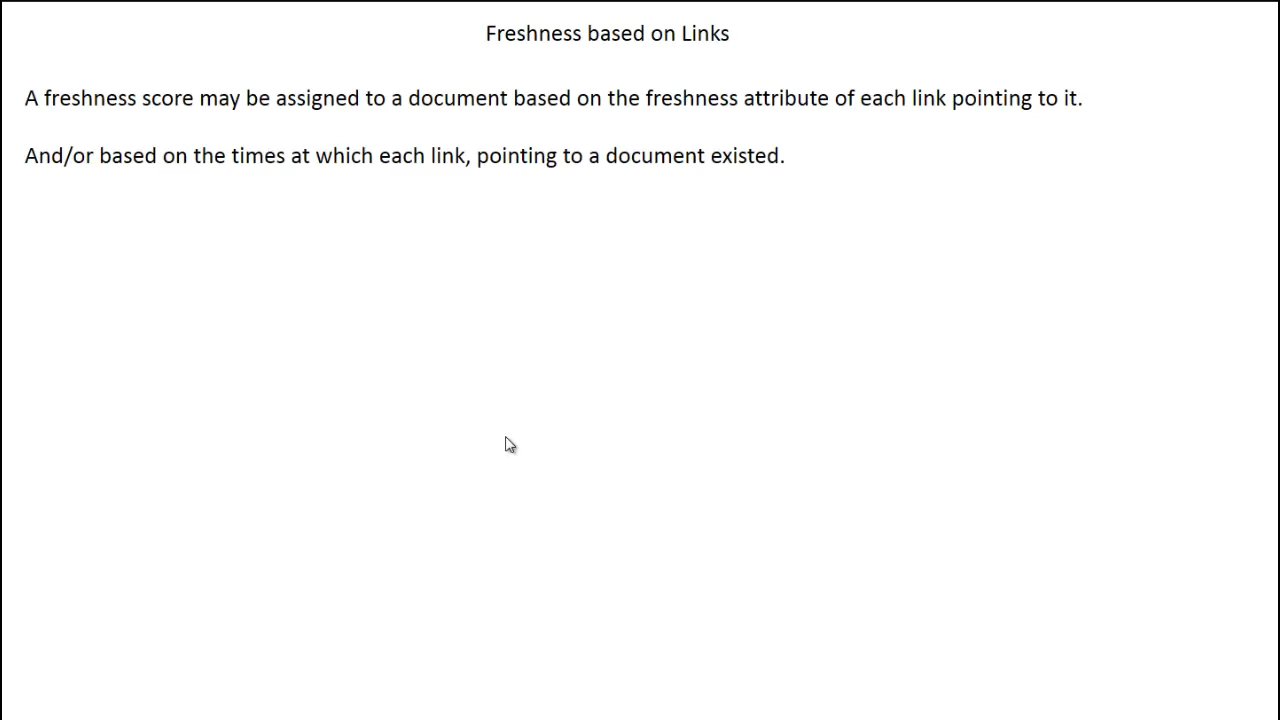 Freshness based on Links
A freshness score may be assigned to a document based on the freshness attribute of each link pointing to it.
And/or based on the times at which each link, pointing to a document existed.